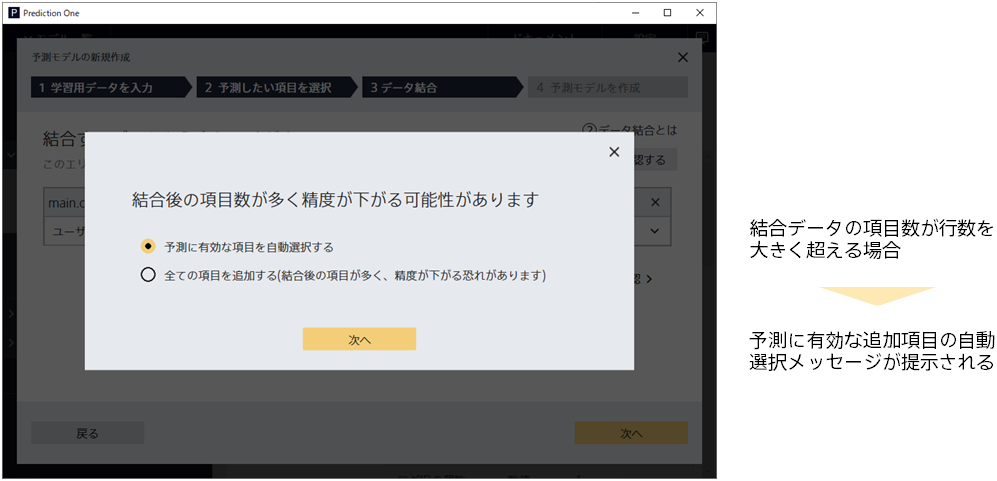 Prediction One
予測モデルの新規作成
1 学習用データを入力
2 予測したい項目を選択
3 データ結合
4 予測モデルを作成
データ結合とは
このエリ
main.c
ユーザ
結合後の項目数が多く精度が下がる可能性があります
予測に有効な項目を自動選択する
全ての項目を追加する(結合後の項目が多く、精度が下がる恐れがあります)
次へ
戻る
次へ
結合データの項目数が行数を
大きく超える場合
予測に有効な追加項目の自動
選択メッセージが提示される